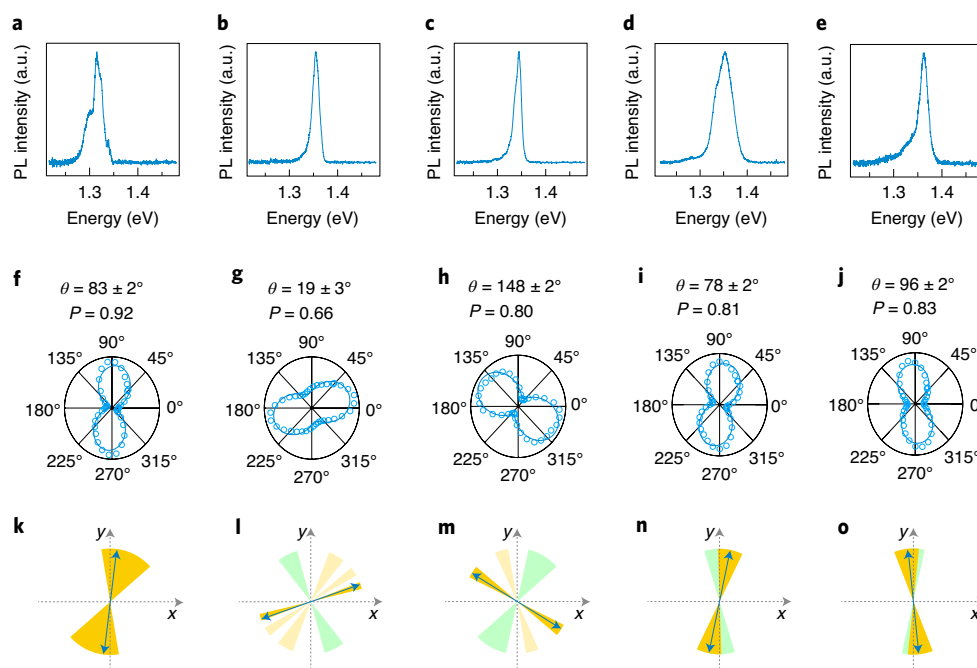 a
b
c
d
e
PL intensity (a.u.)
PL intensity (a.u.)
PL intensity (a.u.)
PL intensity (a.u.)
PL intensity (a.u.)
1.3 1.4
1.3 1.4
1.3 1.4
1.3 1.4
1.3 1.4
Energy (eV)
Energy (eV)
Energy (eV)
Energy (eV)
Energy (eV)
f
θ = 83 ± 2°
P = 0.92
90°
135° 45°
180° 0°
225° 315°
270°
g
θ = 19 ± 3°
P = 0.66
90°
135° 45°
180° 0°
225° 315°
270°
h
θ = 148 ± 2°
P = 0.80
90°
135° 45°
180° 0°
225° 315°
270°
i
θ = 78 ± 2°
P = 0.81
90°
135° 45°
180° 0°
225° 315°
270°
j
θ = 96 ± 2°
P = 0.83
90°
135° 45°
180° 0
225° 315°
270°
k
y
x
l
y
x
m
y
x
n
y
x
o
y
x